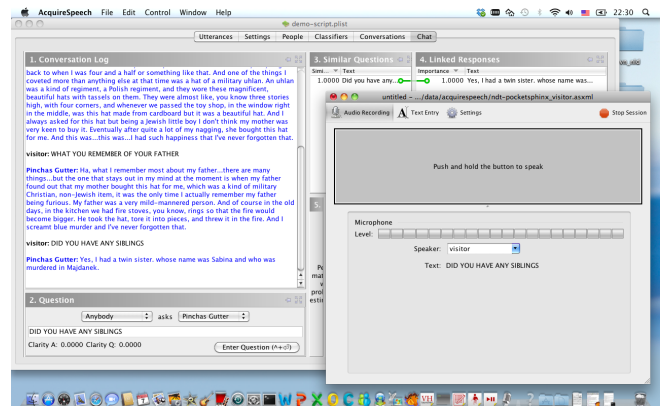 AcquireSpeech File Edit Control Window Help 22:30
demo-script.plist
Utterances Settings People Classifiers Conversations Chat
1. Conversation Log
back to when I was four and a half or something like that. And one of the things I
coveted more than anything else at that time was a hat of a military uhlan. An uhlan
was a kind of regiment, a Polish regiment, and they wore these magnificent,
beautiful hats with tassels on them. They were almost like, you know three stories
high, with four corners, and whenever we passed the toy shop, in the window right
in the middle, was this hat made from cardboard but it was a beautiful hat. And I
always asked for this hat but being a Jewish little boy I don't think my mother was
very keen to buy it. Eventually after quite a lot of my nagging, she bought this hat
for me. And this was...this was...I had such happiness that I've never forgotten that.
visitor: WHAT YOU REMEMBER OF YOUR FATHER
Pinchas Gutter: Ha, what I remember most about my father...there are many
things...but the one that stays out in my mind at the moment is when my father
found out that my mother bought this hat for me, which was a kind of military
Christian, non-Jewish item, it was the only time I actually remember my father
being furious. My father was a very mild-mannered person. And of course in the old
days, in the kitchen we had fire stoves, you know, rings so that the fire would
become bigger. He took the hat, tore it into pieces, and threw it in the fire. And I
screamt blue murder and I've never forgotten that.
visitor: DID YOU HAVE ANY SIBLINGS
Pinchas Gutter: Yes, I had a twin sister. whose name was Sabina and who was
murdered in Majdanek.
2. Question
Anybody asks Pinchas Gutter
DID YOU HAVE ANY SIBLINGS
Clarity A: 0.0000 Clarity Q: 0.0000
Enter Question (^+⏎)
3. Similar Questions
Simi... Text
1.0000 Did you have any...
4. Linked Responses
Importance Text
1.0000 Yes, I had a twin sister. whose name was...
5.
untitled - .../data/acquirespeech/ndt-pocketsphinx_visitor.asxml
Audio Recording Text Entry Settings Stop Session
Push and hold the button to speak
Microphone
Level:
Speaker: visitor
Text: DID YOU HAVE ANY SIBLINGS